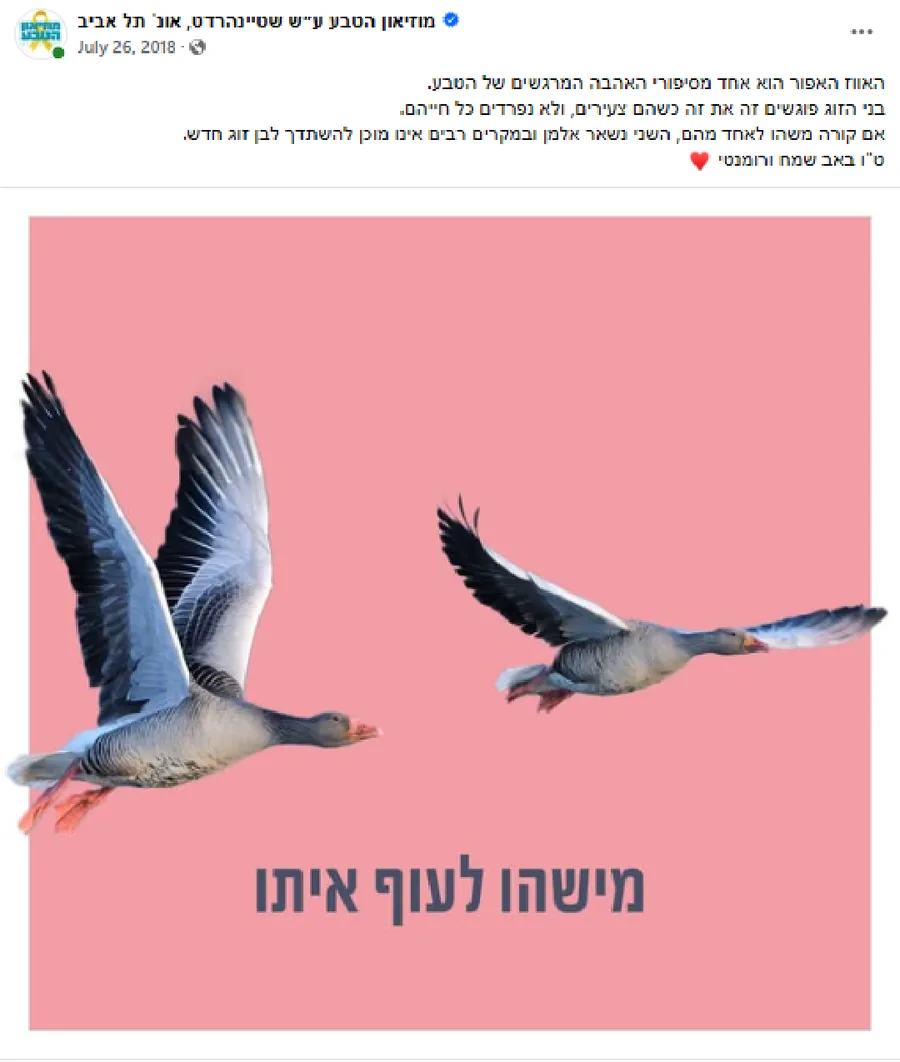 מוזיאון הטבע ע״ש שטיינהרדט, אונ' תל אביב
July 26, 2018 ·
האווז האפור הוא אחד מסיפורי האהבה המרגשים של הטבע.
בני הזוג פוגשים זה את זה כשהם צעירים, ולא נפרדים כל חייהם.
אם קורה משהו לאחד מהם, השני נשאר אלמן ובמקרים רבים אינו מוכן להשתדך לבן זוג חדש.
ט"ו באב שמח ורומנטי ♥
מישהו לעוף איתו